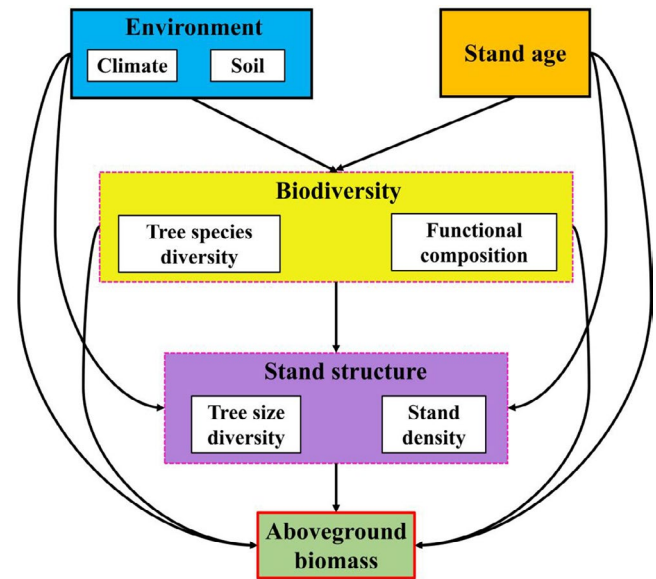 Environment
Climate
Soil
Stand age
Biodiversity
Tree species
diversity
Functional
composition
Stand structure
Tree size
diversity
Stand
density
Aboveground
biomass